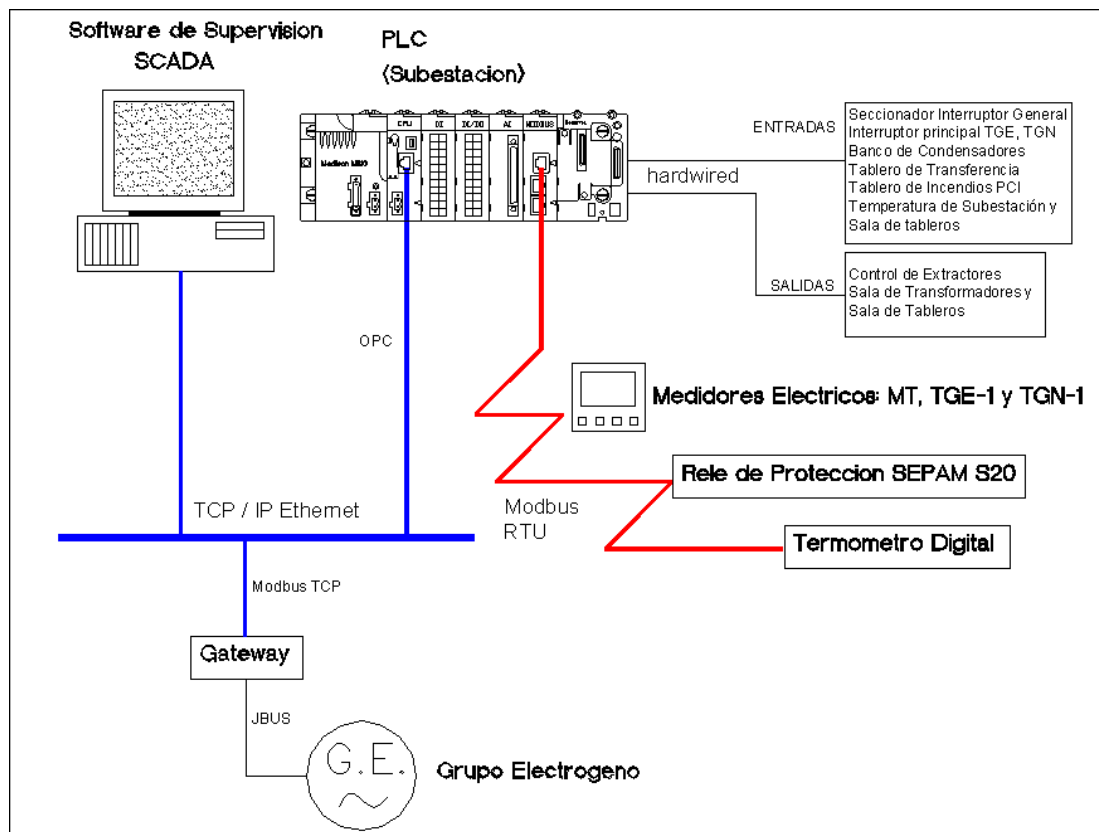 Software de Supervision
SCADA
PLC
(Subestacion)
CPU
DI
DI/DO
AI
MODBUS
Modicon M340
ENTRADAS
Seccionador Interruptor General
Interruptor principal TGE, TGN
Banco de Condensadores
Tablero de Transferencia
Tablero de Incendios PCI
Temperatura de Subestación y
Sala de tableros
hardwired
SALIDAS
Control de Extractores
Sala de Transformadores y
Sala de Tableros
OPC
Medidores Electricos: MT, TGE-1 y TGN-1
Rele de Proteccion SEPAM S20
TCP / IP Ethernet
Modbus
RTU
Termometro Digital
Modbus TCP
Gateway
JBUS
G.E.
Grupo Electrogeno